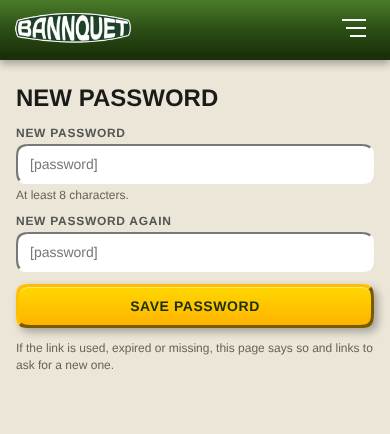 BANNQUET
NEW PASSWORD
NEW PASSWORD
[password]
At least 8 characters.
NEW PASSWORD AGAIN
[password]
SAVE PASSWORD
If the link is used, expired or missing, this page says so and links to
ask for a new one.